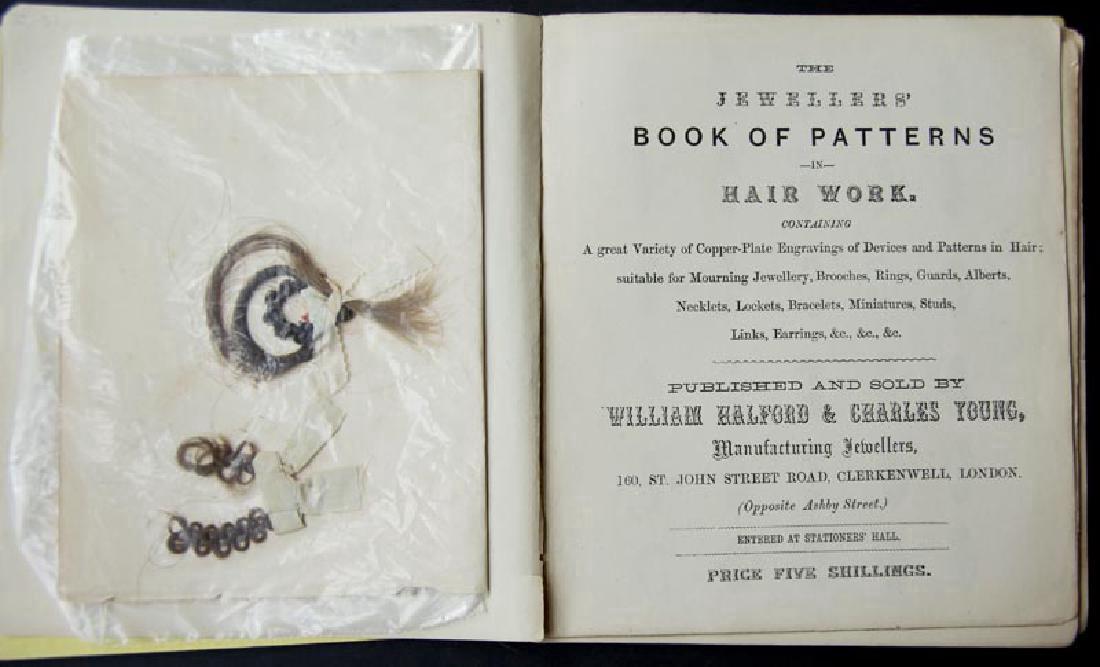 THE
JEWELLERS'
BOOK OF PATTERNS
—IN—
HAIR WORK.
CONTAINING
A great Variety of Copper-Plate Engravings of Devices and Patterns in Hair;
suitable for Mourning Jewellery, Brooches, Rings, Guards, Alberts,
Necklets, Lockets, Bracelets, Miniatures, Studs,
Links, Earrings, &c., &c., &c.
PUBLISHED AND SOLD BY
WILLIAM HALFORD & CHARLES YOUNG,
Manufacturing Jewellers,
160, ST. JOHN STREET ROAD, CLERKENWELL, LONDON.
(Opposite Ashby Street.)
ENTERED AT STATIONERS' HALL.
PRICE FIVE SHILLINGS.